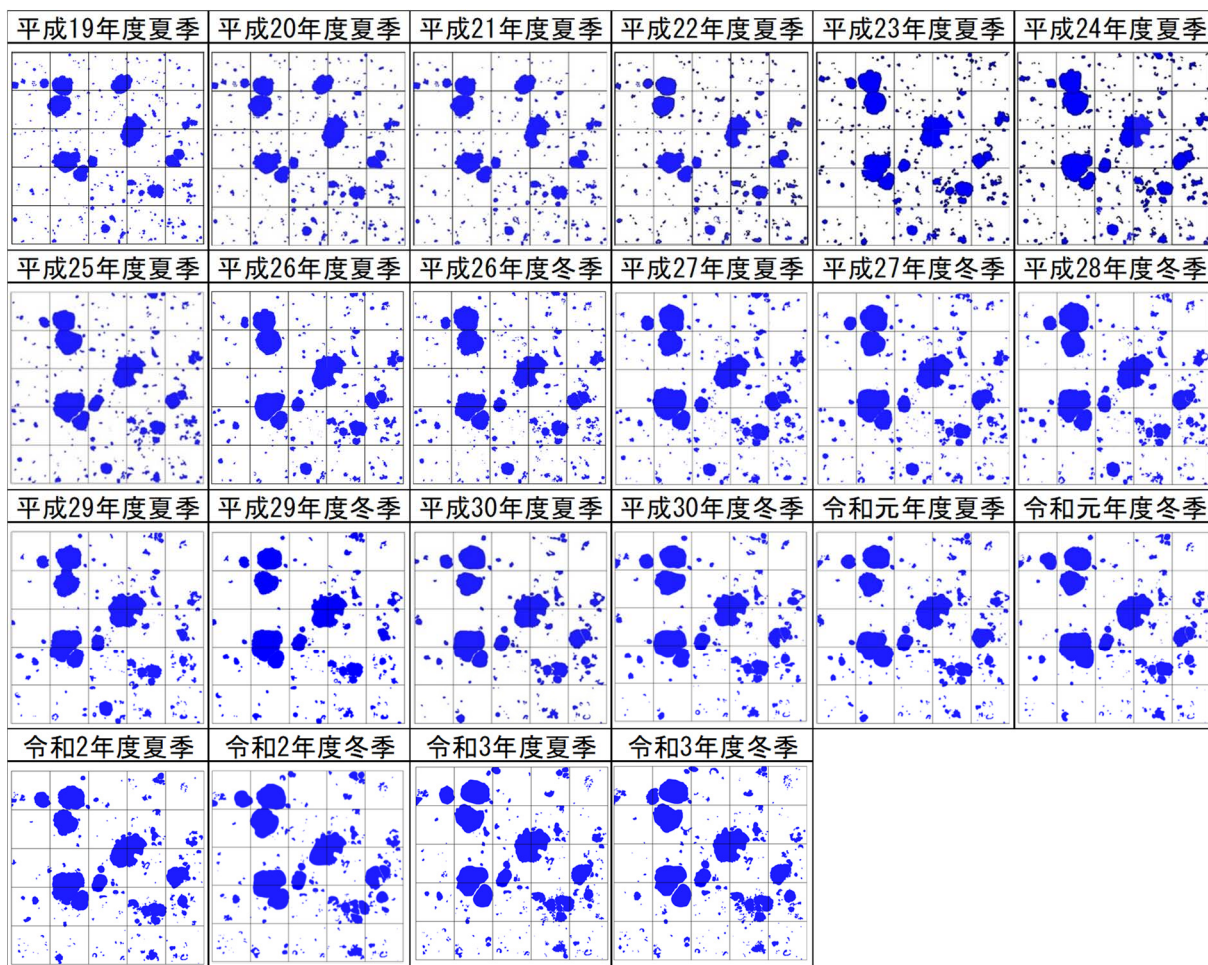 平成19年度夏季 平成20年度夏季 平成21年度夏季 平成22年度夏季 平成23年度夏季 平成24年度夏季
平成25年度夏季 平成26年度夏季 平成26年度冬季 平成27年度夏季 平成27年度冬季 平成28年度冬季
平成29年度夏季 平成29年度冬季 平成30年度夏季 平成30年度冬季 令和元年度夏季 令和元年度冬季
令和2年度夏季 令和2年度冬季 令和3年度夏季 令和3年度冬季